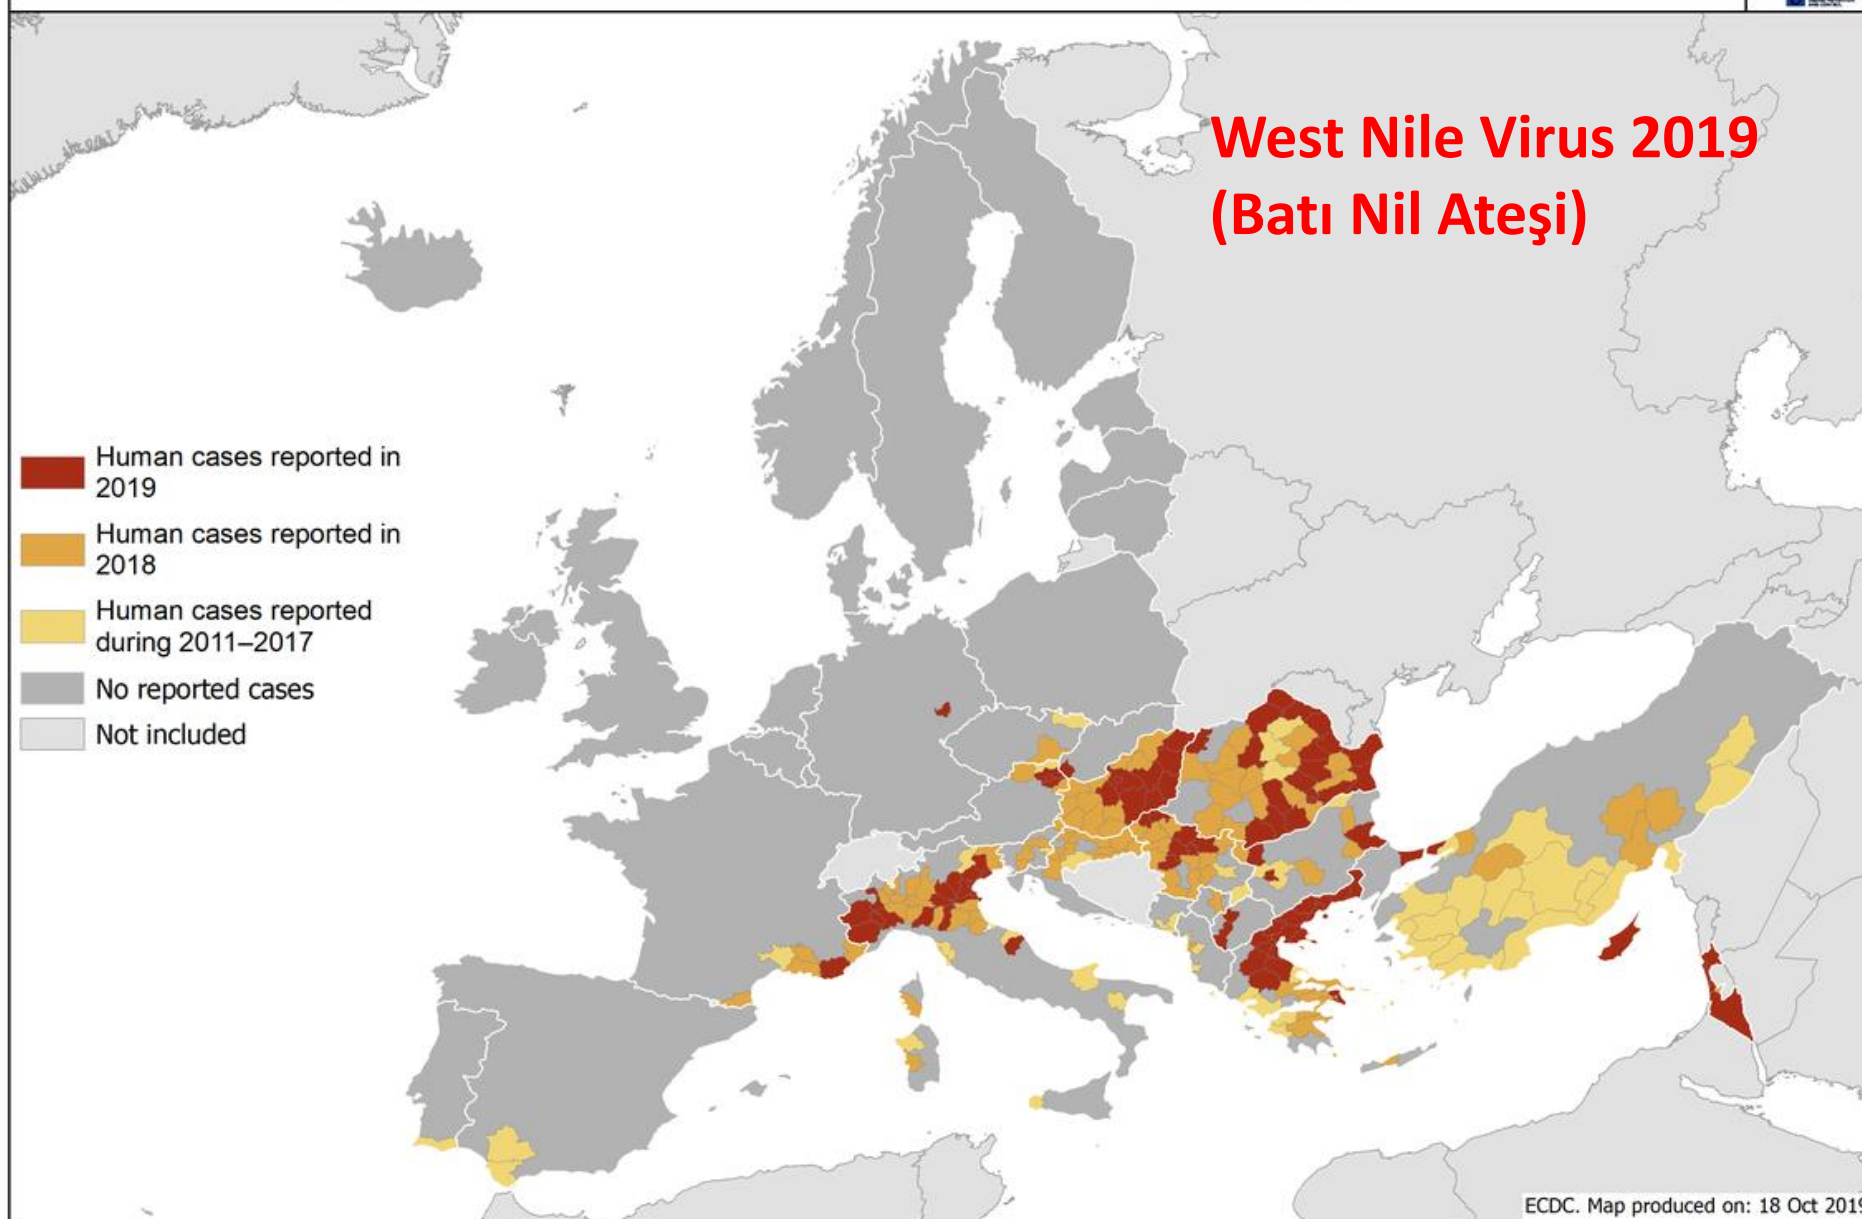 West Nile Virus 2019
(Batı Nil Ateşi)
Human cases reported in
2019
Human cases reported in
2018
Human cases reported
during 2011–2017
No reported cases
Not included
ECDC. Map produced on: 18 Oct 2019